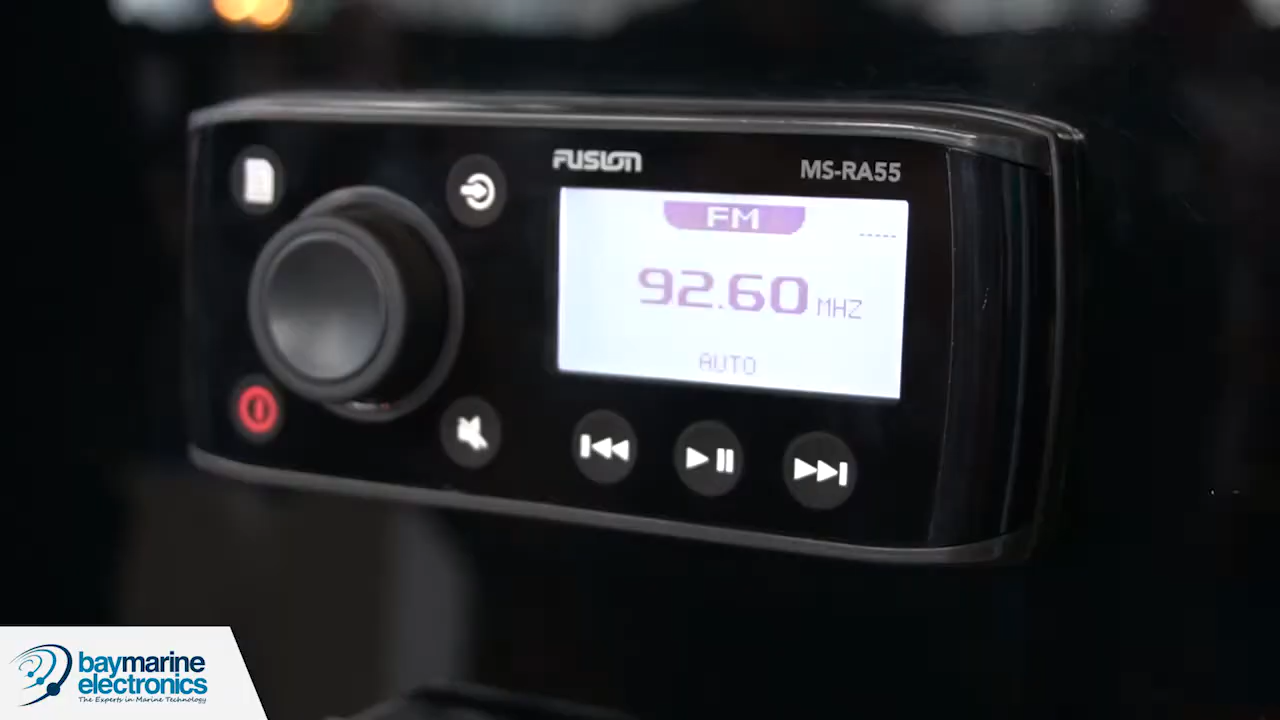 FUSION
MS-RA55
FM
-----
92.60 MHZ
AUTO
baymarine
electronics
The Experts in Marine Technology